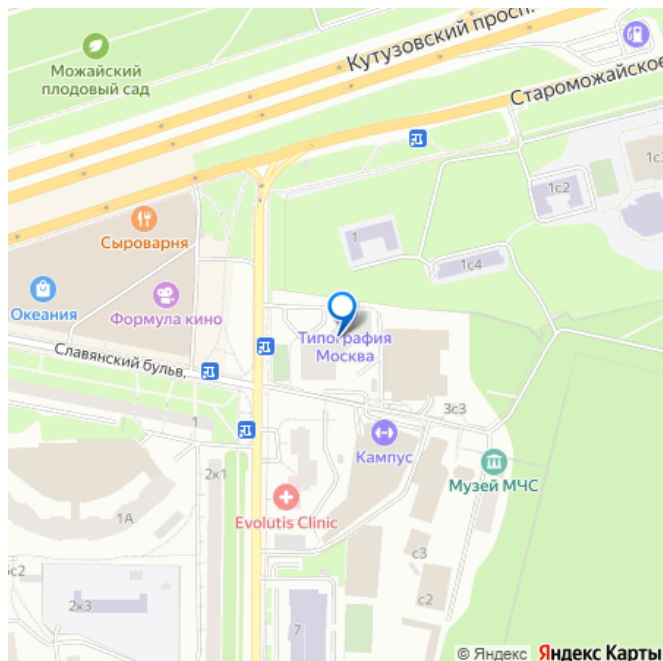 Кутузовский просп.
Можайский
плодовый сад
Староможайское
1с3
1с2
1
1с4
Сыроварня
Океания
Формула кино
Типография
Москва
Славянский бульв.
3с3
1
Кампус
2к1
Музей МЧС
1А
Evolutis Clinic
с3
5с2
2к3
с2
7
© Яндекс Яндекс Карты